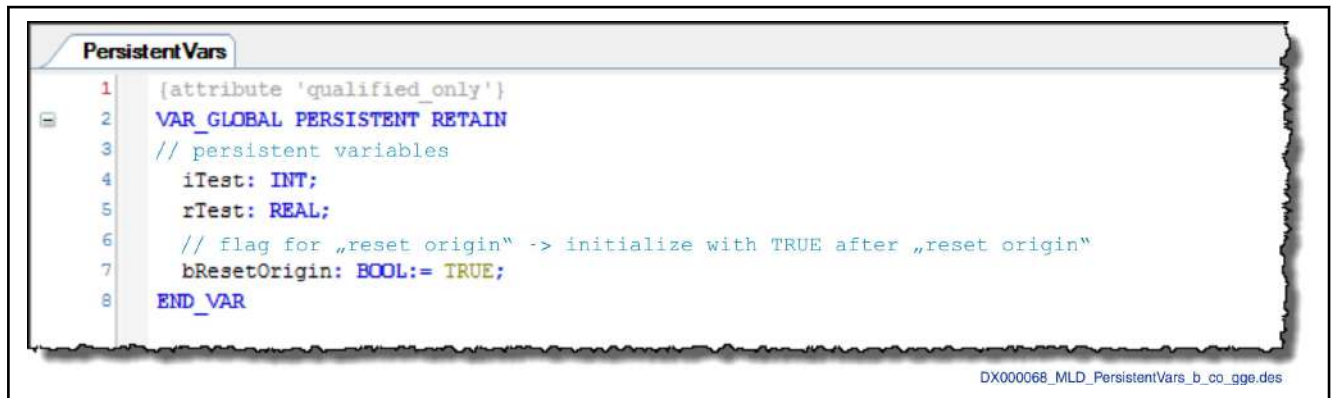 PersistentVars
1 {attribute 'qualified_only'}
2 VAR_GLOBAL PERSISTENT RETAIN
3 // persistent variables
4 iTest: INT;
5 rTest: REAL;
6 // flag for „reset origin“ -> initialize with TRUE after „reset origin“
7 bResetOrigin: BOOL:= TRUE;
8 END_VAR
DX000068_MLD_PersistentVars_b_co_gge.des